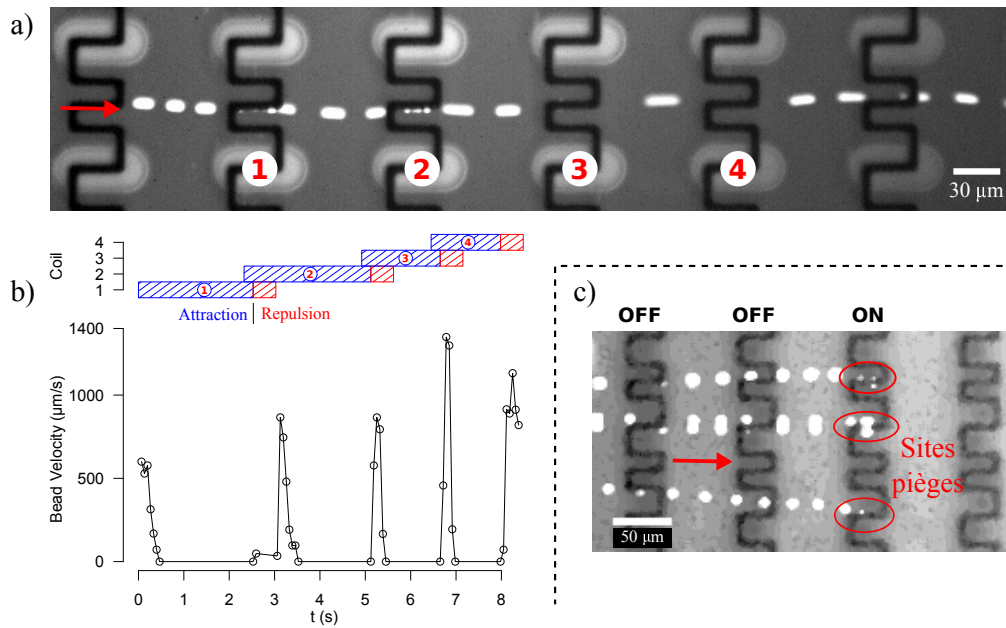 a)
1 2 3 4
30 µm
b)
Coil
4
3
2
1
4
3
2
1
Attraction Repulsion
Bead Velocity (µm/s)
1400
1000
500
0
0 1 2 3 4 5 6 7 8
t (s)
c)
OFF OFF ON
Sites
pièges
50 µm